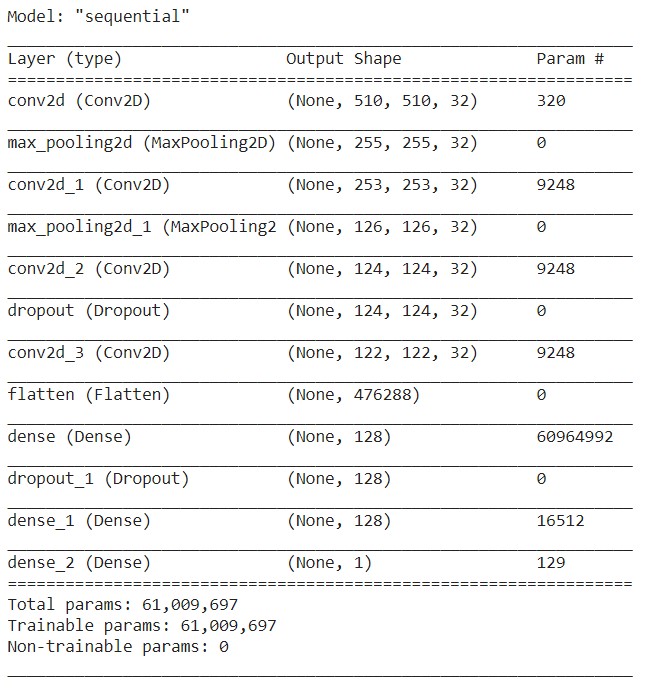 Model: "sequential"
Layer (type) Output Shape Param #
conv2d (Conv2D) (None, 510, 510, 32) 320
max_pooling2d (MaxPooling2D) (None, 255, 255, 32) 0
conv2d_1 (Conv2D) (None, 253, 253, 32) 9248
max_pooling2d_1 (MaxPooling2 (None, 126, 126, 32) 0
conv2d_2 (Conv2D) (None, 124, 124, 32) 9248
dropout (Dropout) (None, 124, 124, 32) 0
conv2d_3 (Conv2D) (None, 122, 122, 32) 9248
flatten (Flatten) (None, 476288) 0
dense (Dense) (None, 128) 60964992
dropout_1 (Dropout) (None, 128) 0
dense_1 (Dense) (None, 128) 16512
dense_2 (Dense) (None, 1) 129
Total params: 61,009,697
Trainable params: 61,009,697
Non-trainable params: 0